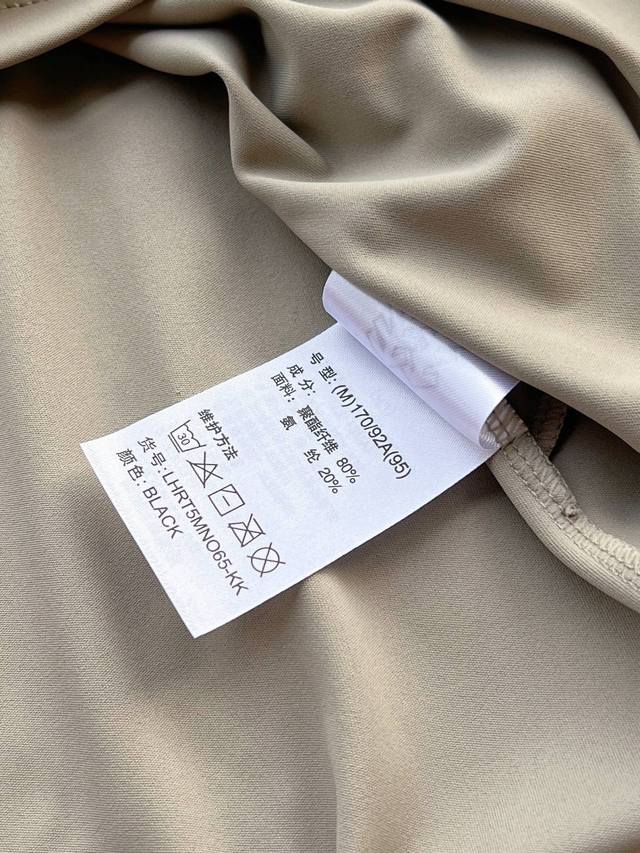 号 型: (M)170/92A(95)
成 分:
面料: 聚酯纤维 80%
氨 纶 20%
维护方法
30
货号: LHRT5MNO65-KK
颜色: BLACK